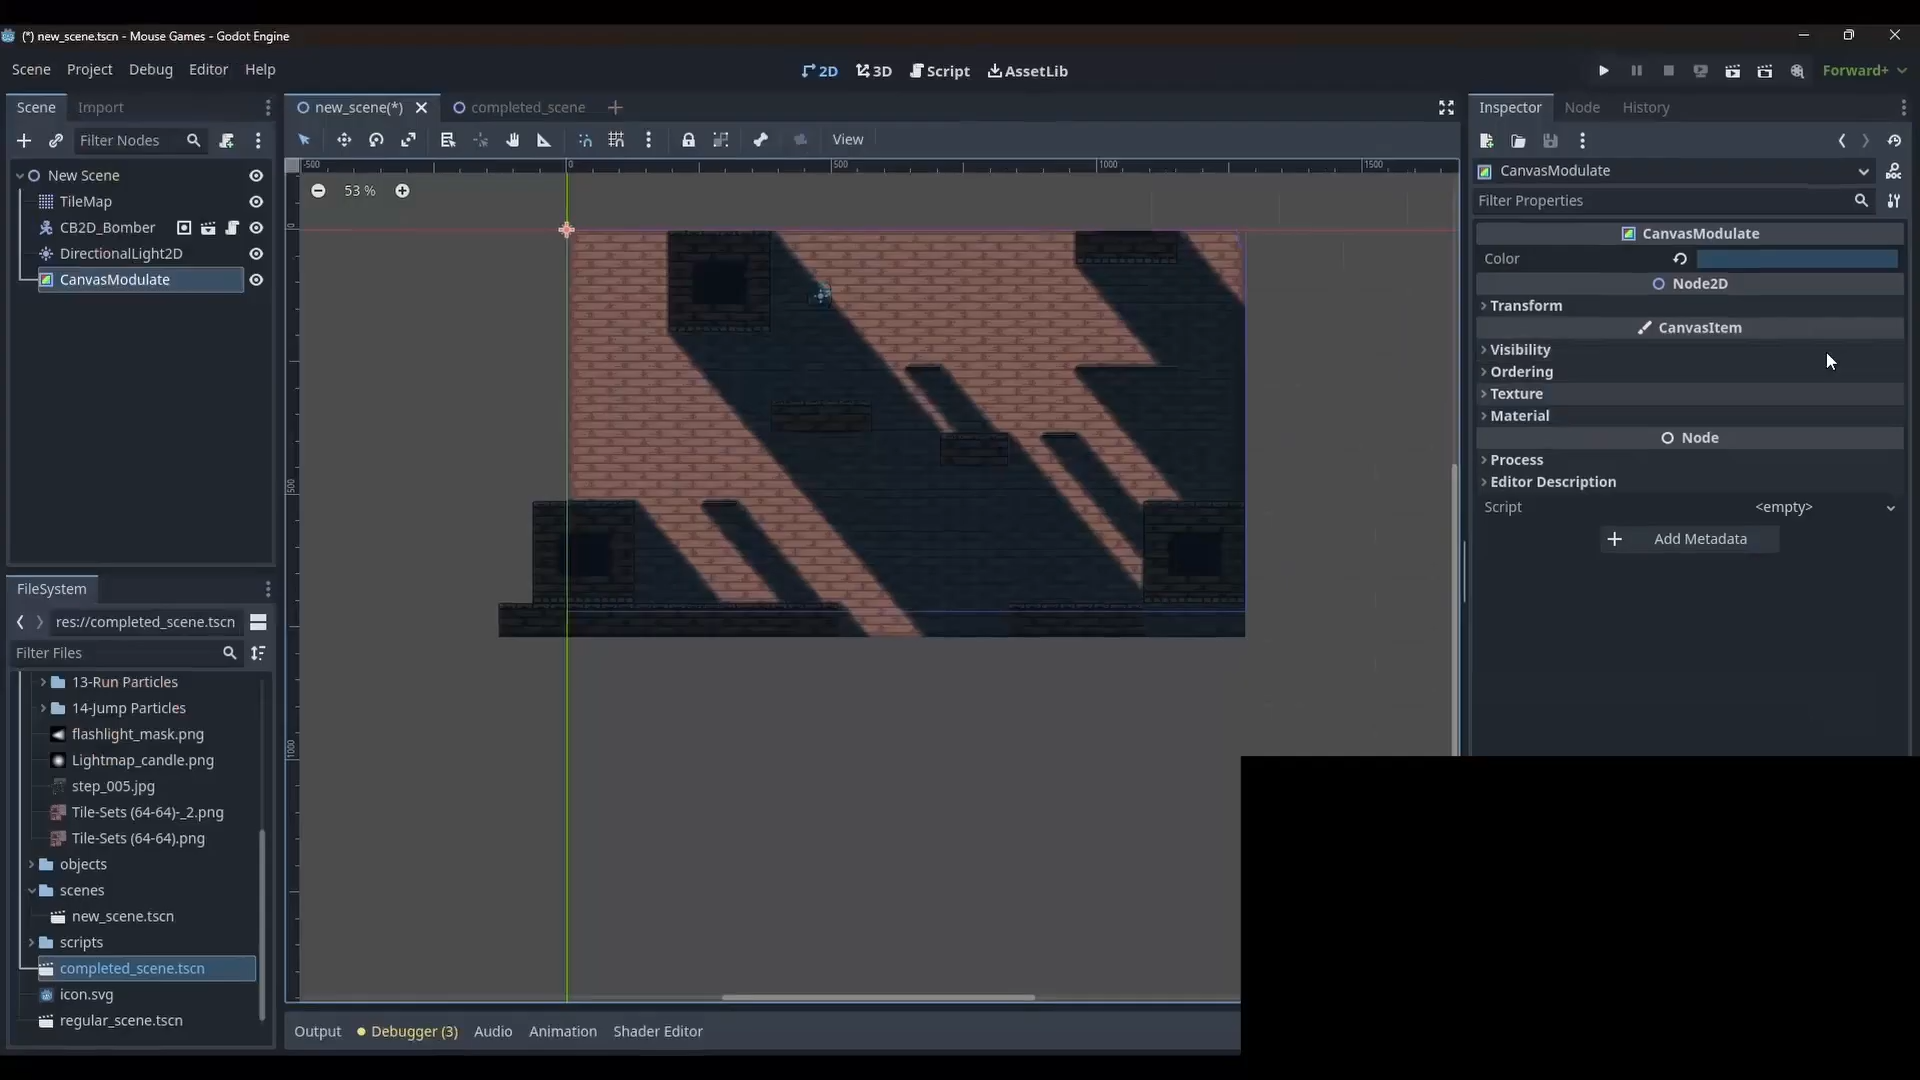 (*) new_scene.tscn - Mouse Games - Godot Engine
Scene Project Debug Editor Help
2D 3D Script AssetLib
Forward+
Scene Import
new_scene(*) completed_scene
Inspector Node History
Filter Nodes
View
New Scene
TileMap
CB2D_Bomber
DirectionalLight2D
CanvasModulate
-500 0 500 1000 1500
53 %
0
500
1000
CanvasModulate
Filter Properties
CanvasModulate
Color
Node2D
Transform
CanvasItem
Visibility
Ordering
Texture
Material
Node
Process
Editor Description
Script <empty>
Add Metadata
FileSystem
res://completed_scene.tscn
Filter Files
13-Run Particles
14-Jump Particles
flashlight_mask.png
Lightmap_candle.png
step_005.jpg
Tile-Sets (64-64)-_2.png
Tile-Sets (64-64).png
objects
scenes
new_scene.tscn
scripts
completed_scene.tscn
icon.svg
regular_scene.tscn
Output Debugger (3) Audio Animation Shader Editor